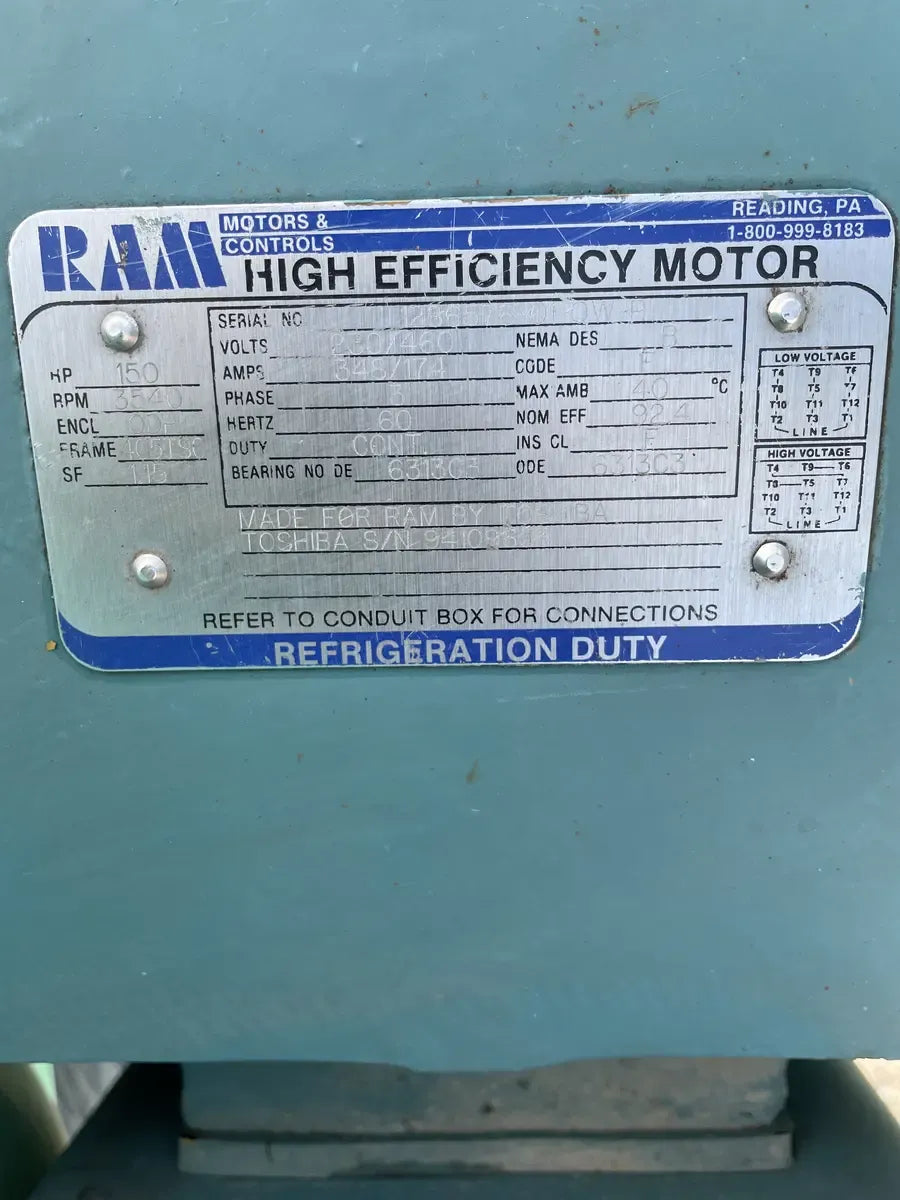 RAM MOTORS & CONTROLS
READING, PA
1-800-999-8183
HIGH EFFICIENCY MOTOR
SERIAL NO
HP 150
RPM 3540
ENCL ODP
FRAME
SF 1.15
VOLTS 230/460
AMPS 348/174
PHASE 3
HERTZ 60
DUTY CONT
BEARING NO DE 6313C3
NEMA DES B
CODE
MAX AMB 40 °C
NOM EFF 92.4
INS CL F
ODE 6313C3
LOW VOLTAGE
T4 T9 T6
T8 T5 T7
T10 T11 T12
T2 T3 T1
LINE
HIGH VOLTAGE
T4 T9 T6
T8 T5 T7
T10 T11 T12
T2 T3 T1
LINE
MADE FOR RAM BY TOSHIBA
TOSHIBA S/N
REFER TO CONDUIT BOX FOR CONNECTIONS
REFRIGERATION DUTY